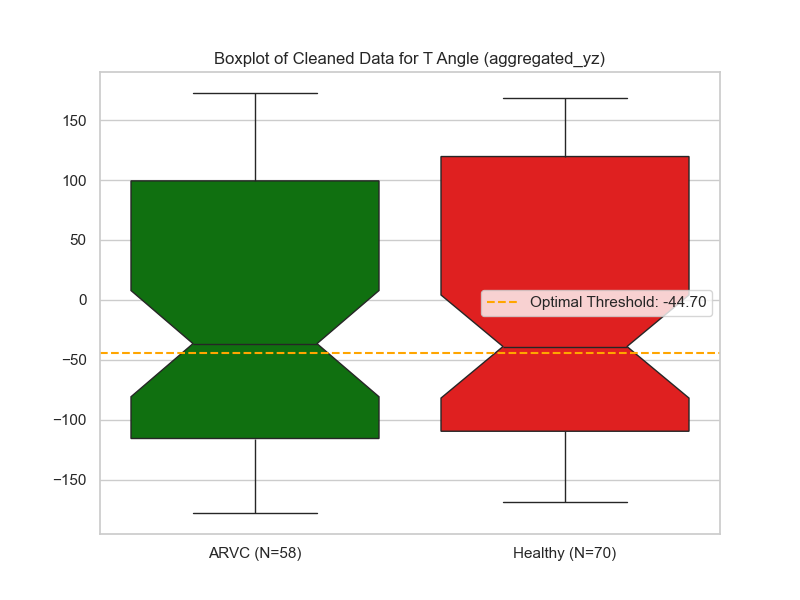 Boxplot of Cleaned Data for T Angle (aggregated_yz)
150
100
50
0
−50
−100
−150
Optimal Threshold: -44.70
ARVC (N=58)
Healthy (N=70)